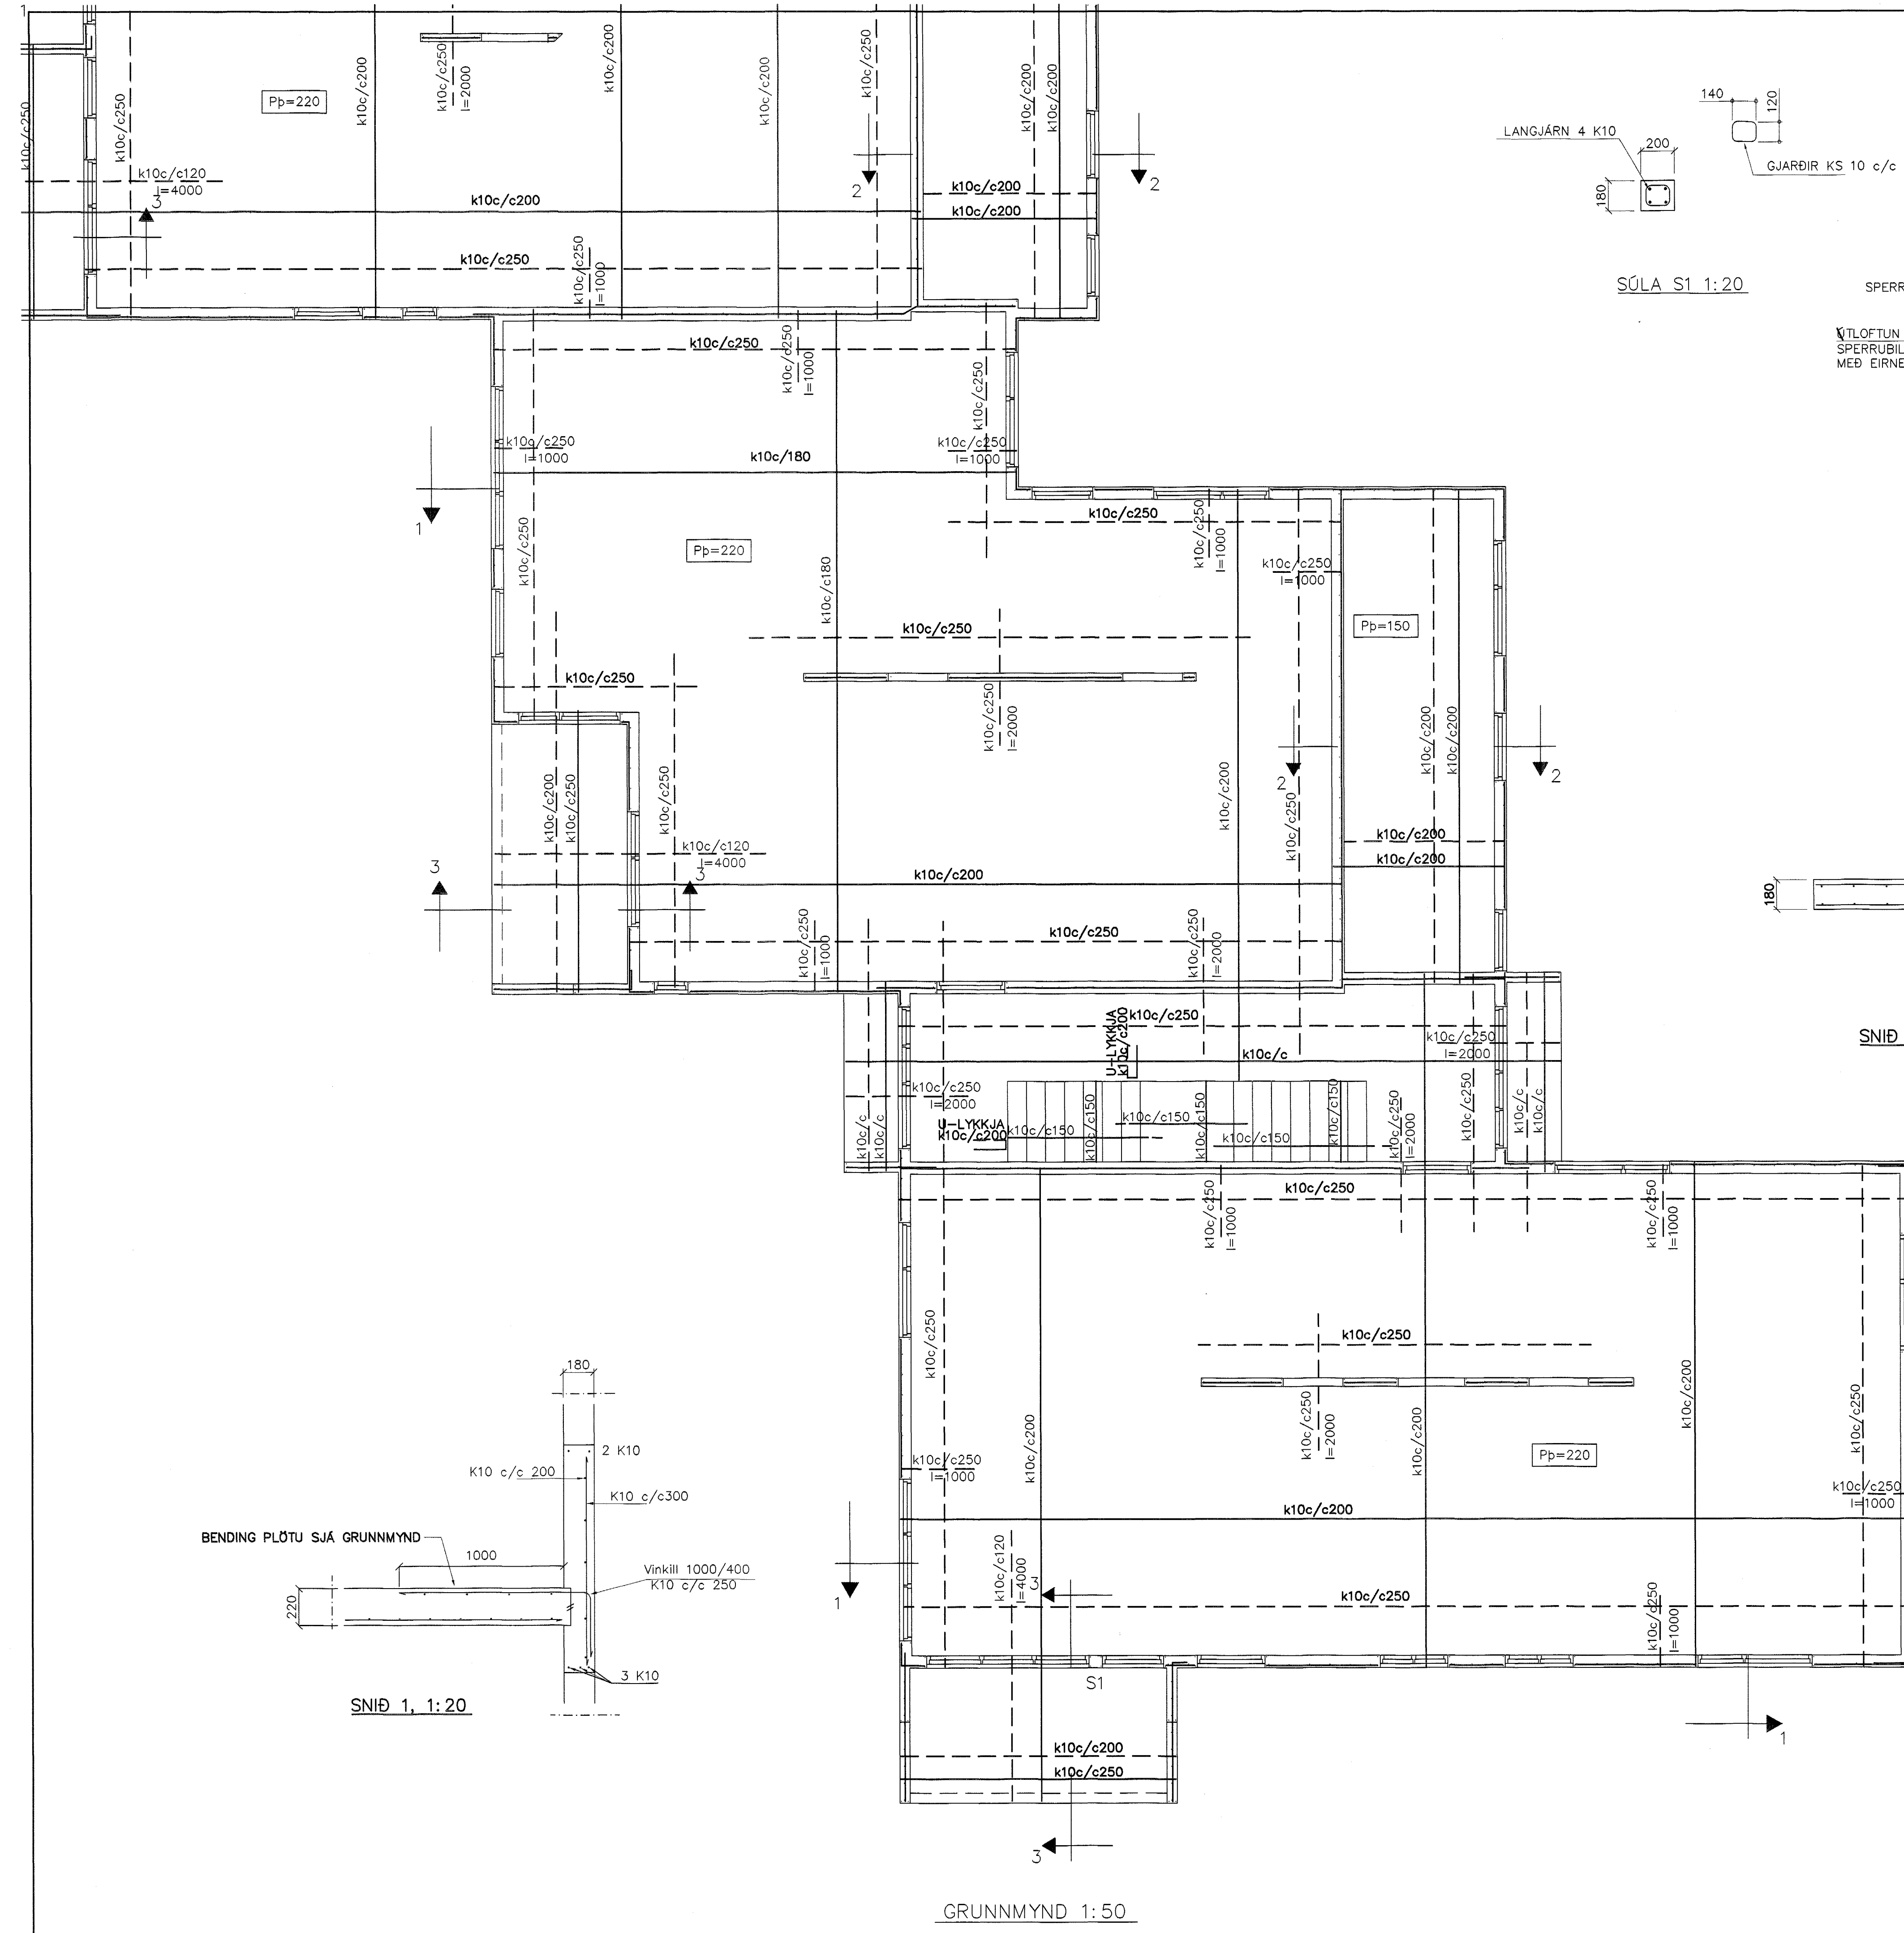 1
k10c/c250
k10c/c250
k10c/c200
k10c/c250
l=2000
k10c/c200
k10c/c200
k10c/c250
k10c/c200
k10c/c200
Pþ=220
k10c/c120
l=4000
3
k10c/c200
k10c/c250
k10c/c250
l=1000
2
2
k10c/c200
k10c/c200
LANGJÁRN 4 K10
140
120
200
180
GJARÐIR KS 10 c/c
SÚLA S1 1:20
SPERR
ÚTLOFTUN
SPERRUBIL
MEÐ EIRNE
k10c/c250
k10c/c250
l=1000
k10c/c250
k10c/c250
l=1000
k10c/180
k10c/c250
l=1000
1
k10c/c250
Pþ=220
k10c/c180
k10c/c250
k10c/c250
l=1000
k10c/c250
l=1000
Pþ=150
k10c/c250
k10c/c250
k10c/c250
l=2000
k10c/c200
k10c/c250
k10c/c250
k10c/c120
l=4000
3
3
k10c/c200
k10c/c200
k10c/c250
2
2
k10c/c200
k10c/c200
k10c/c200
k10c/c200
k10c/c250
k10c/c250
l=1000
k10c/c250
l=2000
180
SNIÐ
U-LYKKJA
k10c/c200
k10c/c250
k10c/c
k10c/c250
l=2000
k10c/c250
l=2000
U-LYKKJA
k10c/c200
k10c/c
k10c/c
k10c/c150
k10c/c150
k10c/c150
k10c/c150
k10c/c150
k10c/c150
k10c/c250
l=2000
k10c/c250
k10c/c
k10c/c
k10c/c250
k10c/c250
l=1000
k10c/c250
l=1000
k10c/c250
k10c/c250
k10c/c250
l=2000
k10c/c200
k10c/c200
k10c/c200
k10c/c250
Pþ=220
k10c/c250
l=1000
k10c/c250
l=1000
k10c/c200
k10c/c120
l=4000
3
k10c/c250
k10c/c250
l=1000
1
S1
1
k10c/c200
k10c/c250
3
180
2 K10
K10 c/c 200
K10 c/c300
BENDING PLÖTU SJÁ GRUNNMYND
1000
Vinkill 1000/400
K10 c/c 250
220
3 K10
SNIÐ 1, 1:20
GRUNNMYND 1:50